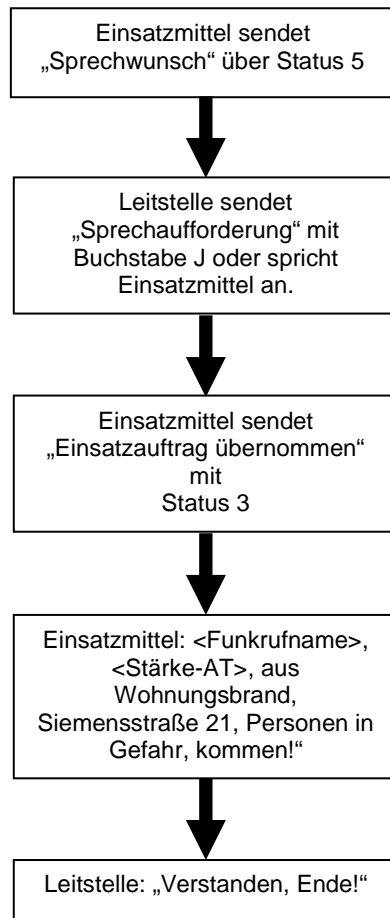 Einsatzmittel sendet
„Sprechwunsch“ über Status 5
Leitstelle sendet
„Sprechaufforderung“ mit
Buchstabe J oder spricht
Einsatzmittel an.
Einsatzmittel sendet
„Einsatzauftrag übernommen“
mit
Status 3
Einsatzmittel: <Funkrufname>,
<Stärke-AT>, aus
Wohnungsbrand,
Siemensstraße 21, Personen in
Gefahr, kommen!“
Leitstelle: „Verstanden, Ende!“